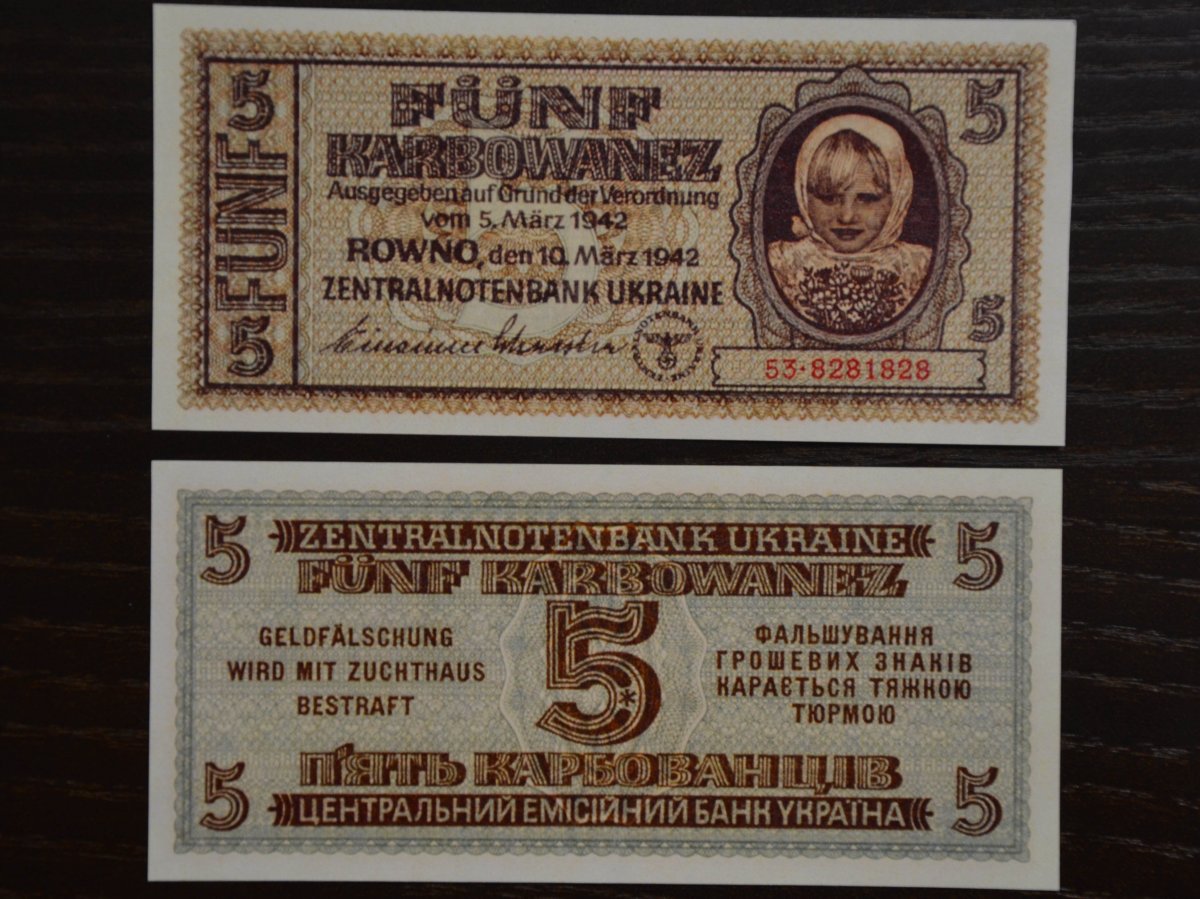 5
FÜNF
5
FÜNF
KARBOWANEZ
Ausgegeben auf Grund der Verordnung
vom 5. März 1942
ROWNO, den 10. März 1942
ZENTRALNOTENBANK UKRAINE
5
5
53·8281828
5
ZENTRALNOTENBANK UKRAINE
5
FÜNF KARBOWANEZ
GELDFÄLSCHUNG
WIRD MIT ZUCHTHAUS
BESTRAFT
5
ФАЛЬШУВАННЯ
ГРОШЕВИХ ЗНАКІВ
КАРАЄТЬСЯ ТЯЖКОЮ
ТЮРМОЮ
5
П'ЯТЬ КАРБОВАНЦІВ
5
ЦЕНТРАЛЬНИЙ ЕМІСІЙНИЙ БАНК УКРАЇНА